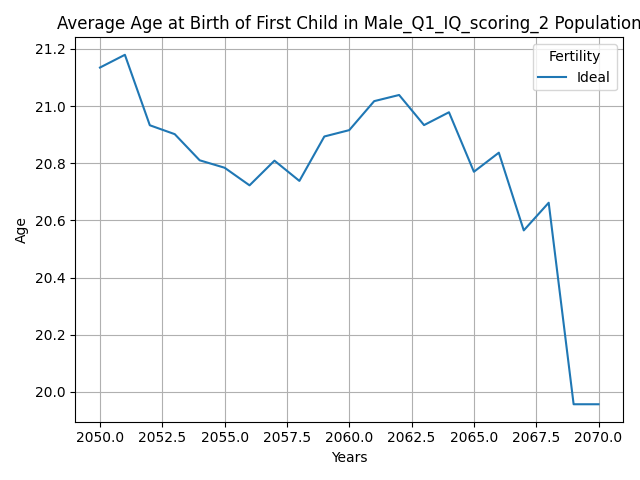 Average Age at Birth of First Child in Male_Q1_IQ_scoring_2 Population
Fertility
Ideal
21.2
21.0
20.8
20.6
20.4
20.2
20.0
Age
2050.0 2052.5 2055.0 2057.5 2060.0 2062.5 2065.0 2067.5 2070.0
Years